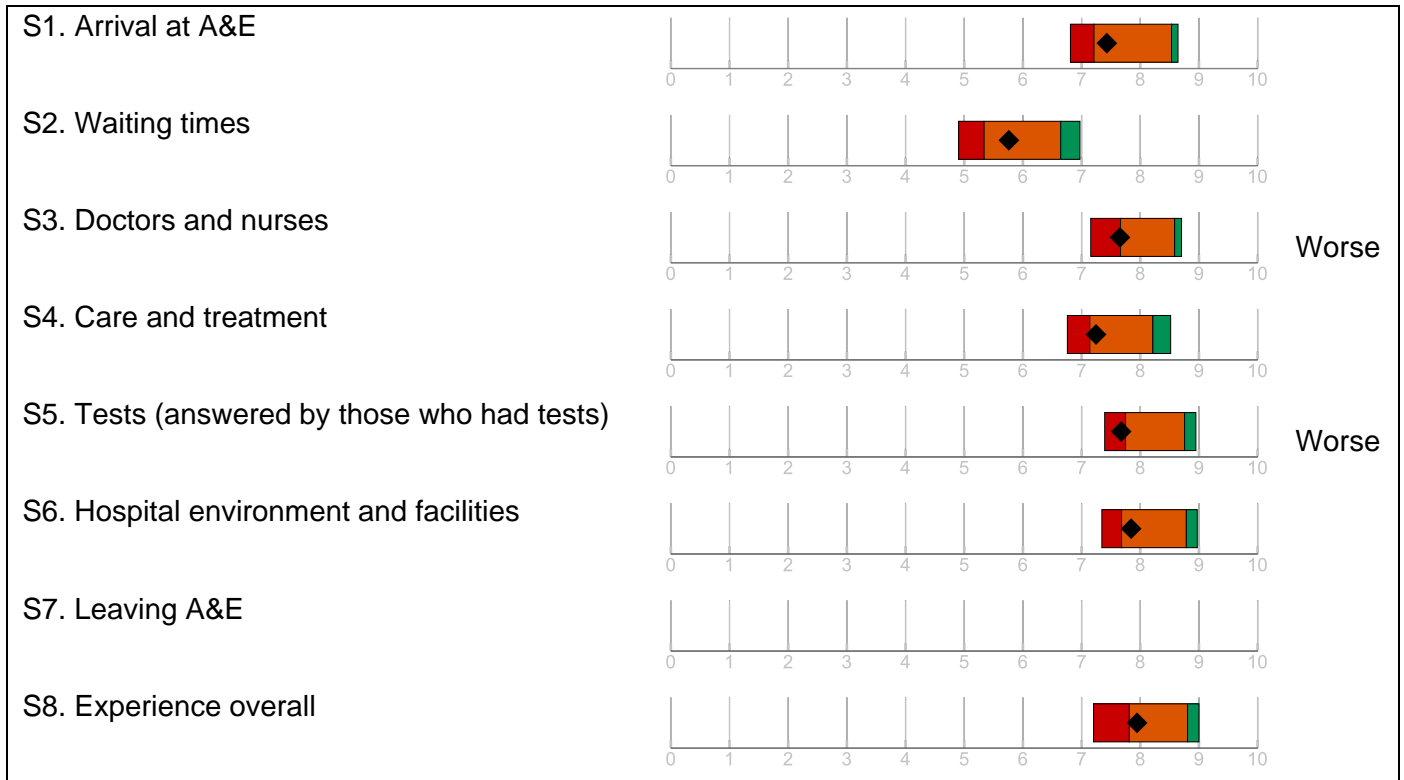 S1. Arrival at A&E
0 1 2 3 4 5 6 7 8 9 10
S2. Waiting times
0 1 2 3 4 5 6 7 8 9 10
S3. Doctors and nurses
Worse
0 1 2 3 4 5 6 7 8 9 10
S4. Care and treatment
0 1 2 3 4 5 6 7 8 9 10
S5. Tests (answered by those who had tests)
Worse
0 1 2 3 4 5 6 7 8 9 10
S6. Hospital environment and facilities
0 1 2 3 4 5 6 7 8 9 10
S7. Leaving A&E
0 1 2 3 4 5 6 7 8 9 10
S8. Experience overall
0 1 2 3 4 5 6 7 8 9 10